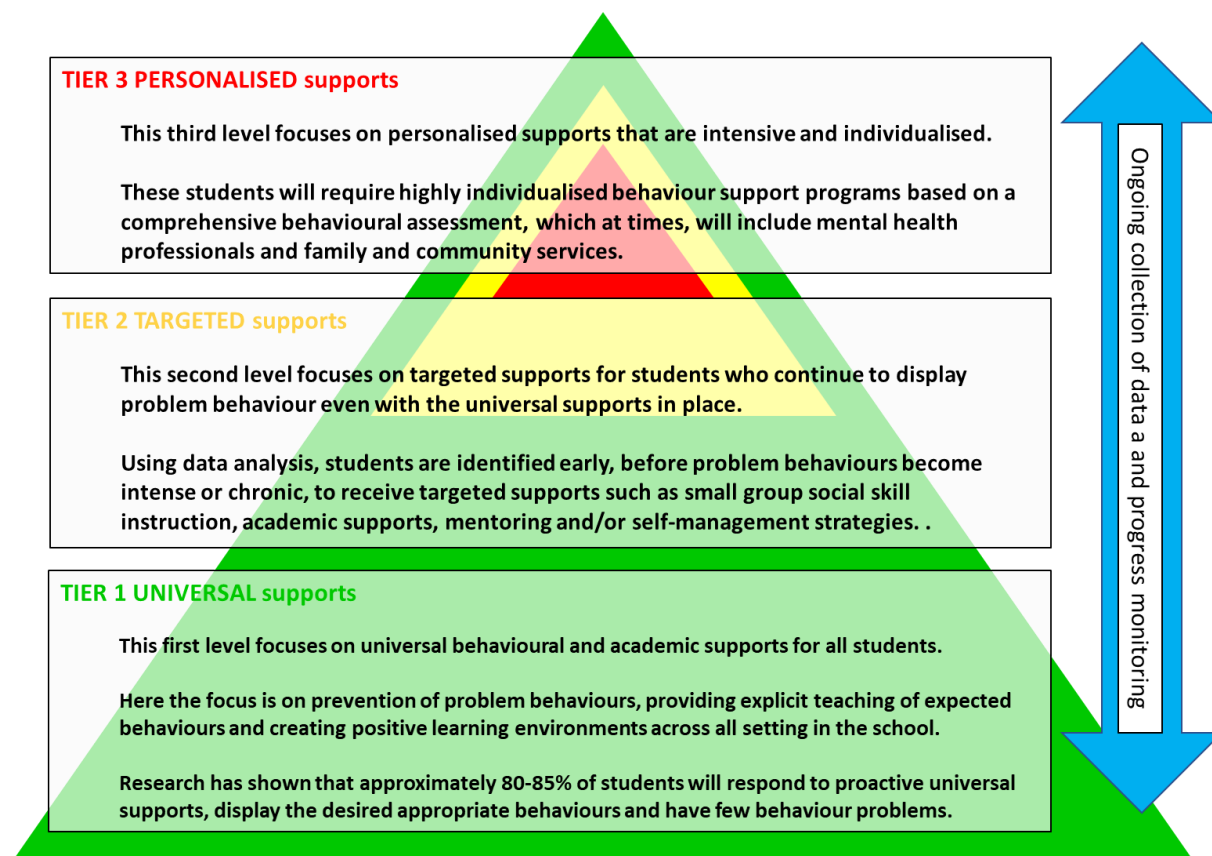 TIER 3 PERSONALISED supports
This third level focuses on personalised supports that are intensive and individualised.
These students will require highly individualised behaviour support programs based on a
comprehensive behavioural assessment, which at times, will include mental health
professionals and family and community services.
TIER 2 TARGETED supports
This second level focuses on targeted supports for students who continue to display
problem behaviour even with the universal supports in place.
Using data analysis, students are identified early, before problem behaviours become
intense or chronic, to receive targeted supports such as small group social skill
instruction, academic supports, mentoring and/or self-management strategies. .
TIER 1 UNIVERSAL supports
This first level focuses on universal behavioural and academic supports for all students.
Here the focus is on prevention of problem behaviours, providing explicit teaching of expected
behaviours and creating positive learning environments across all setting in the school.
Research has shown that approximately 80-85% of students will respond to proactive universal
supports, display the desired appropriate behaviours and have few behaviour problems.
Ongoing collection of data a and progress monitoring